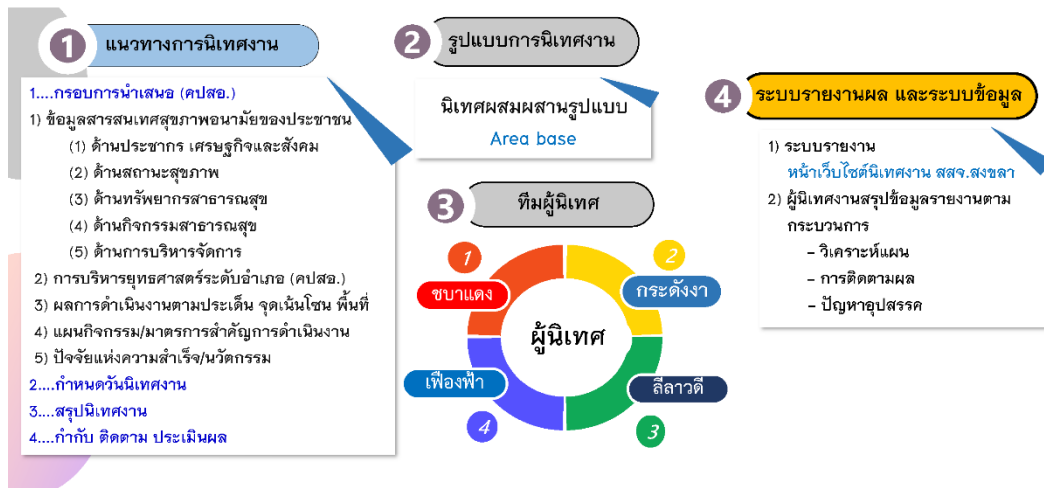 1 แนวทางการนิเทศงาน
1....กรอบการนำเสนอ (คปสอ.)
1) ข้อมูลสารสนเทศสุขภาพอนามัยของประชาชน
(1) ด้านประชากร เศรษฐกิจและสังคม
(2) ด้านสถานะสุขภาพ
(3) ด้านทรัพยากรสาธารณสุข
(4) ด้านกิจกรรมสาธารณสุข
(5) ด้านการบริหารจัดการ
2) การบริหารยุทธศาสตร์ระดับอำเภอ (คปสอ.)
3) ผลการดำเนินงานตามประเด็น จุดเน้นโซน พื้นที่
4) แผนกิจกรรม/มาตรการสำคัญการดำเนินงาน
5) ปัจจัยแห่งความสำเร็จ/นวัตกรรม
2....กำหนดวันนิเทศงาน
3....สรุปนิเทศงาน
4....กำกับ ติดตาม ประเมินผล
2 รูปแบบการนิเทศงาน
นิเทศผสมผสานรูปแบบ
Area base
3 ทีมผู้นิเทศ
1
ชบาแดง
2
กระดังงา
ผู้นิเทศ
เฟื่องฟ้า
4
ลีลาวดี
3
4 ระบบรายงานผล และระบบข้อมูล
1) ระบบรายงาน
หน้าเว็บไซต์นิเทศงาน สสจ.สงขลา
2) ผู้นิเทศงานสรุปข้อมูลรายงานตาม
กระบวนการ
– วิเคราะห์แผน
– การติดตามผล
– ปัญหาอุปสรรค